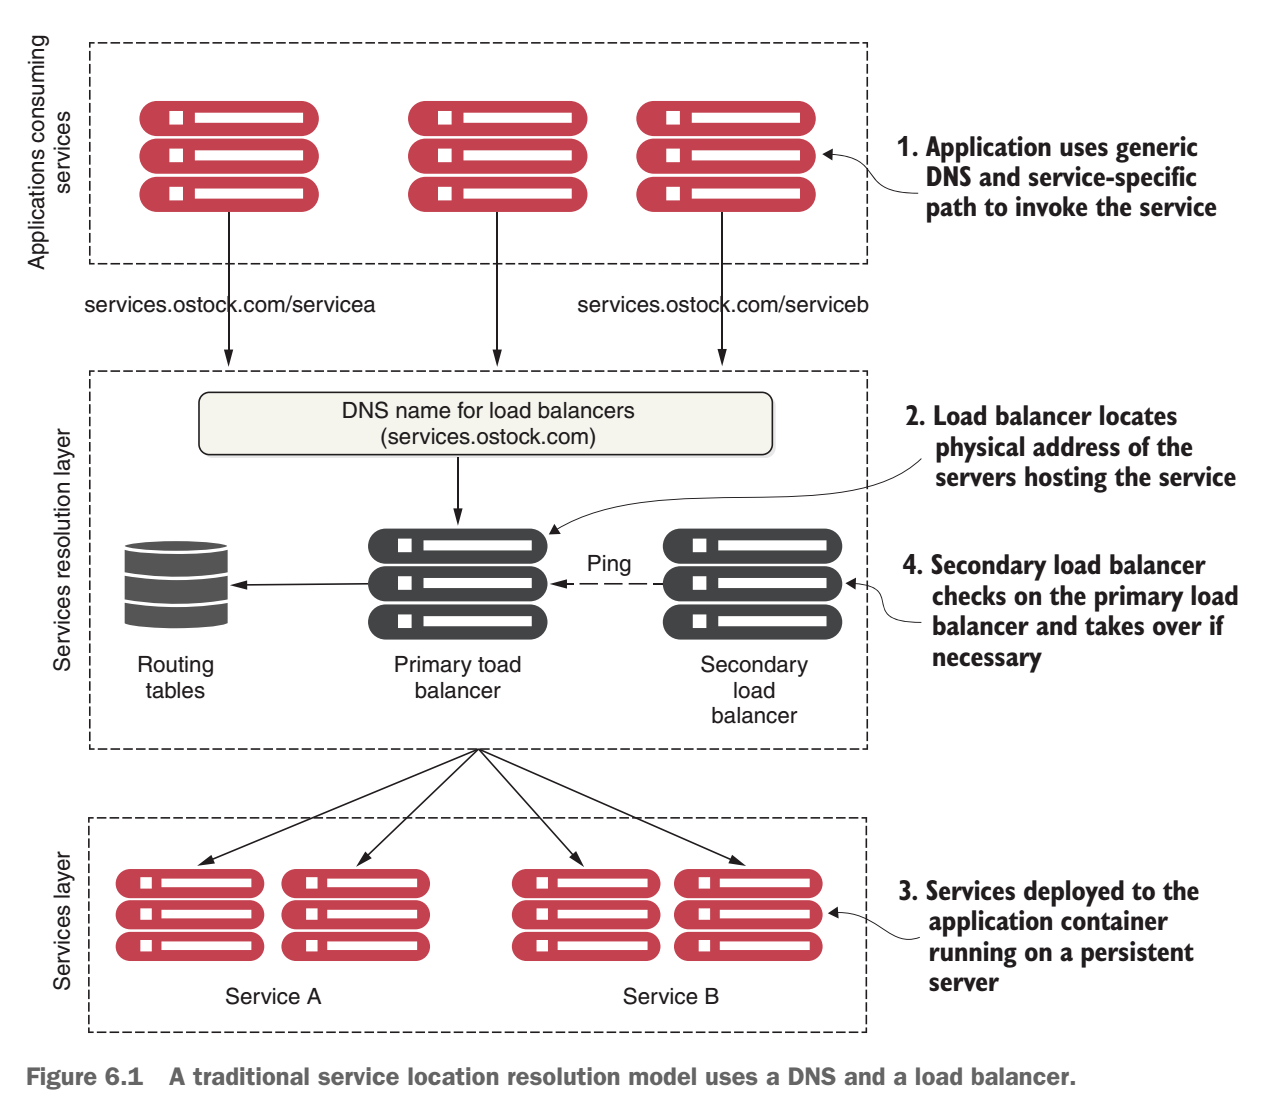 Applications consuming
services
1. Application uses generic
DNS and service-specific
path to invoke the service
services.ostock.com/servicea
services.ostock.com/serviceb
Services resolution layer
DNS name for load balancers
(services.ostock.com)
2. Load balancer locates
physical address of the
servers hosting the service
Ping
4. Secondary load balancer
checks on the primary load
balancer and takes over if
necessary
Routing
tables
Primary toad
balancer
Secondary
load
balancer
Services layer
3. Services deployed to the
application container
running on a persistent
server
Service A
Service B
Figure 6.1 A traditional service location resolution model uses a DNS and a load balancer.